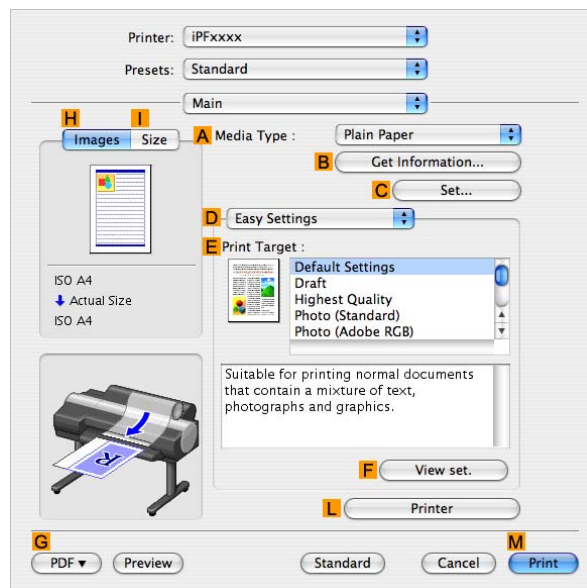 Printer: iPFxxxx
Presets: Standard
Main
H I
Images Size
A Media Type : Plain Paper
B Get Information...
C Set...
D Easy Settings
E Print Target :
Default Settings
Draft
Highest Quality
Photo (Standard)
Photo (Adobe RGB)
ISO A4
Actual Size
ISO A4
Suitable for printing normal documents
that contain a mixture of text,
photographs and graphics.
R
F View set.
L Printer
G M
PDF Preview Standard Cancel Print